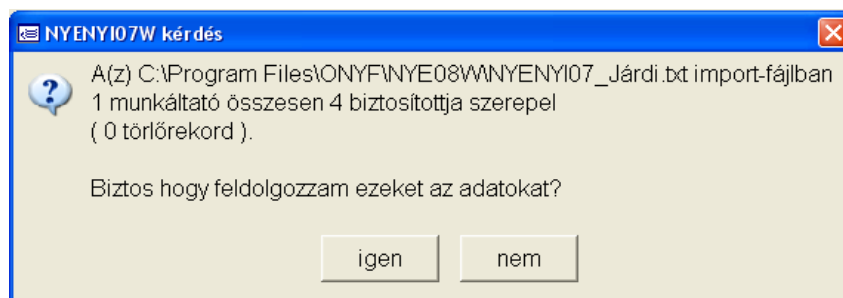 NYENYI07W kérdés
A(z) C:\Program Files\ONYF\NYE08W\NYENYI07_Járdi.txt import-fájlban
1 munkáltató összesen 4 biztosítottja szerepel
( 0 törlőrekord ).
Biztos hogy feldolgozzam ezeket az adatokat?
igen nem